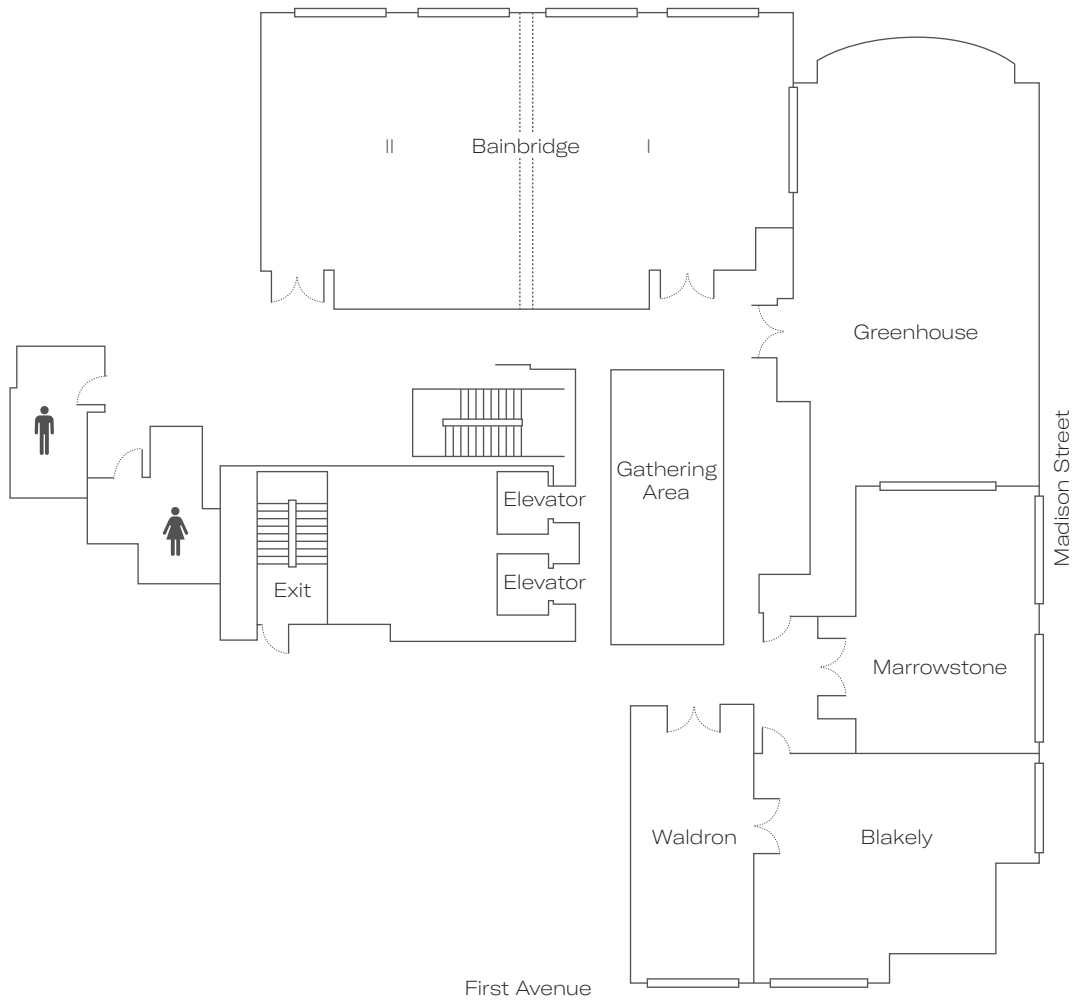 II
Bainbridge
I
Greenhouse
Madison Street
Gathering
Area
Elevator
Elevator
Exit
Marrowstone
Waldron
Blakely
First Avenue